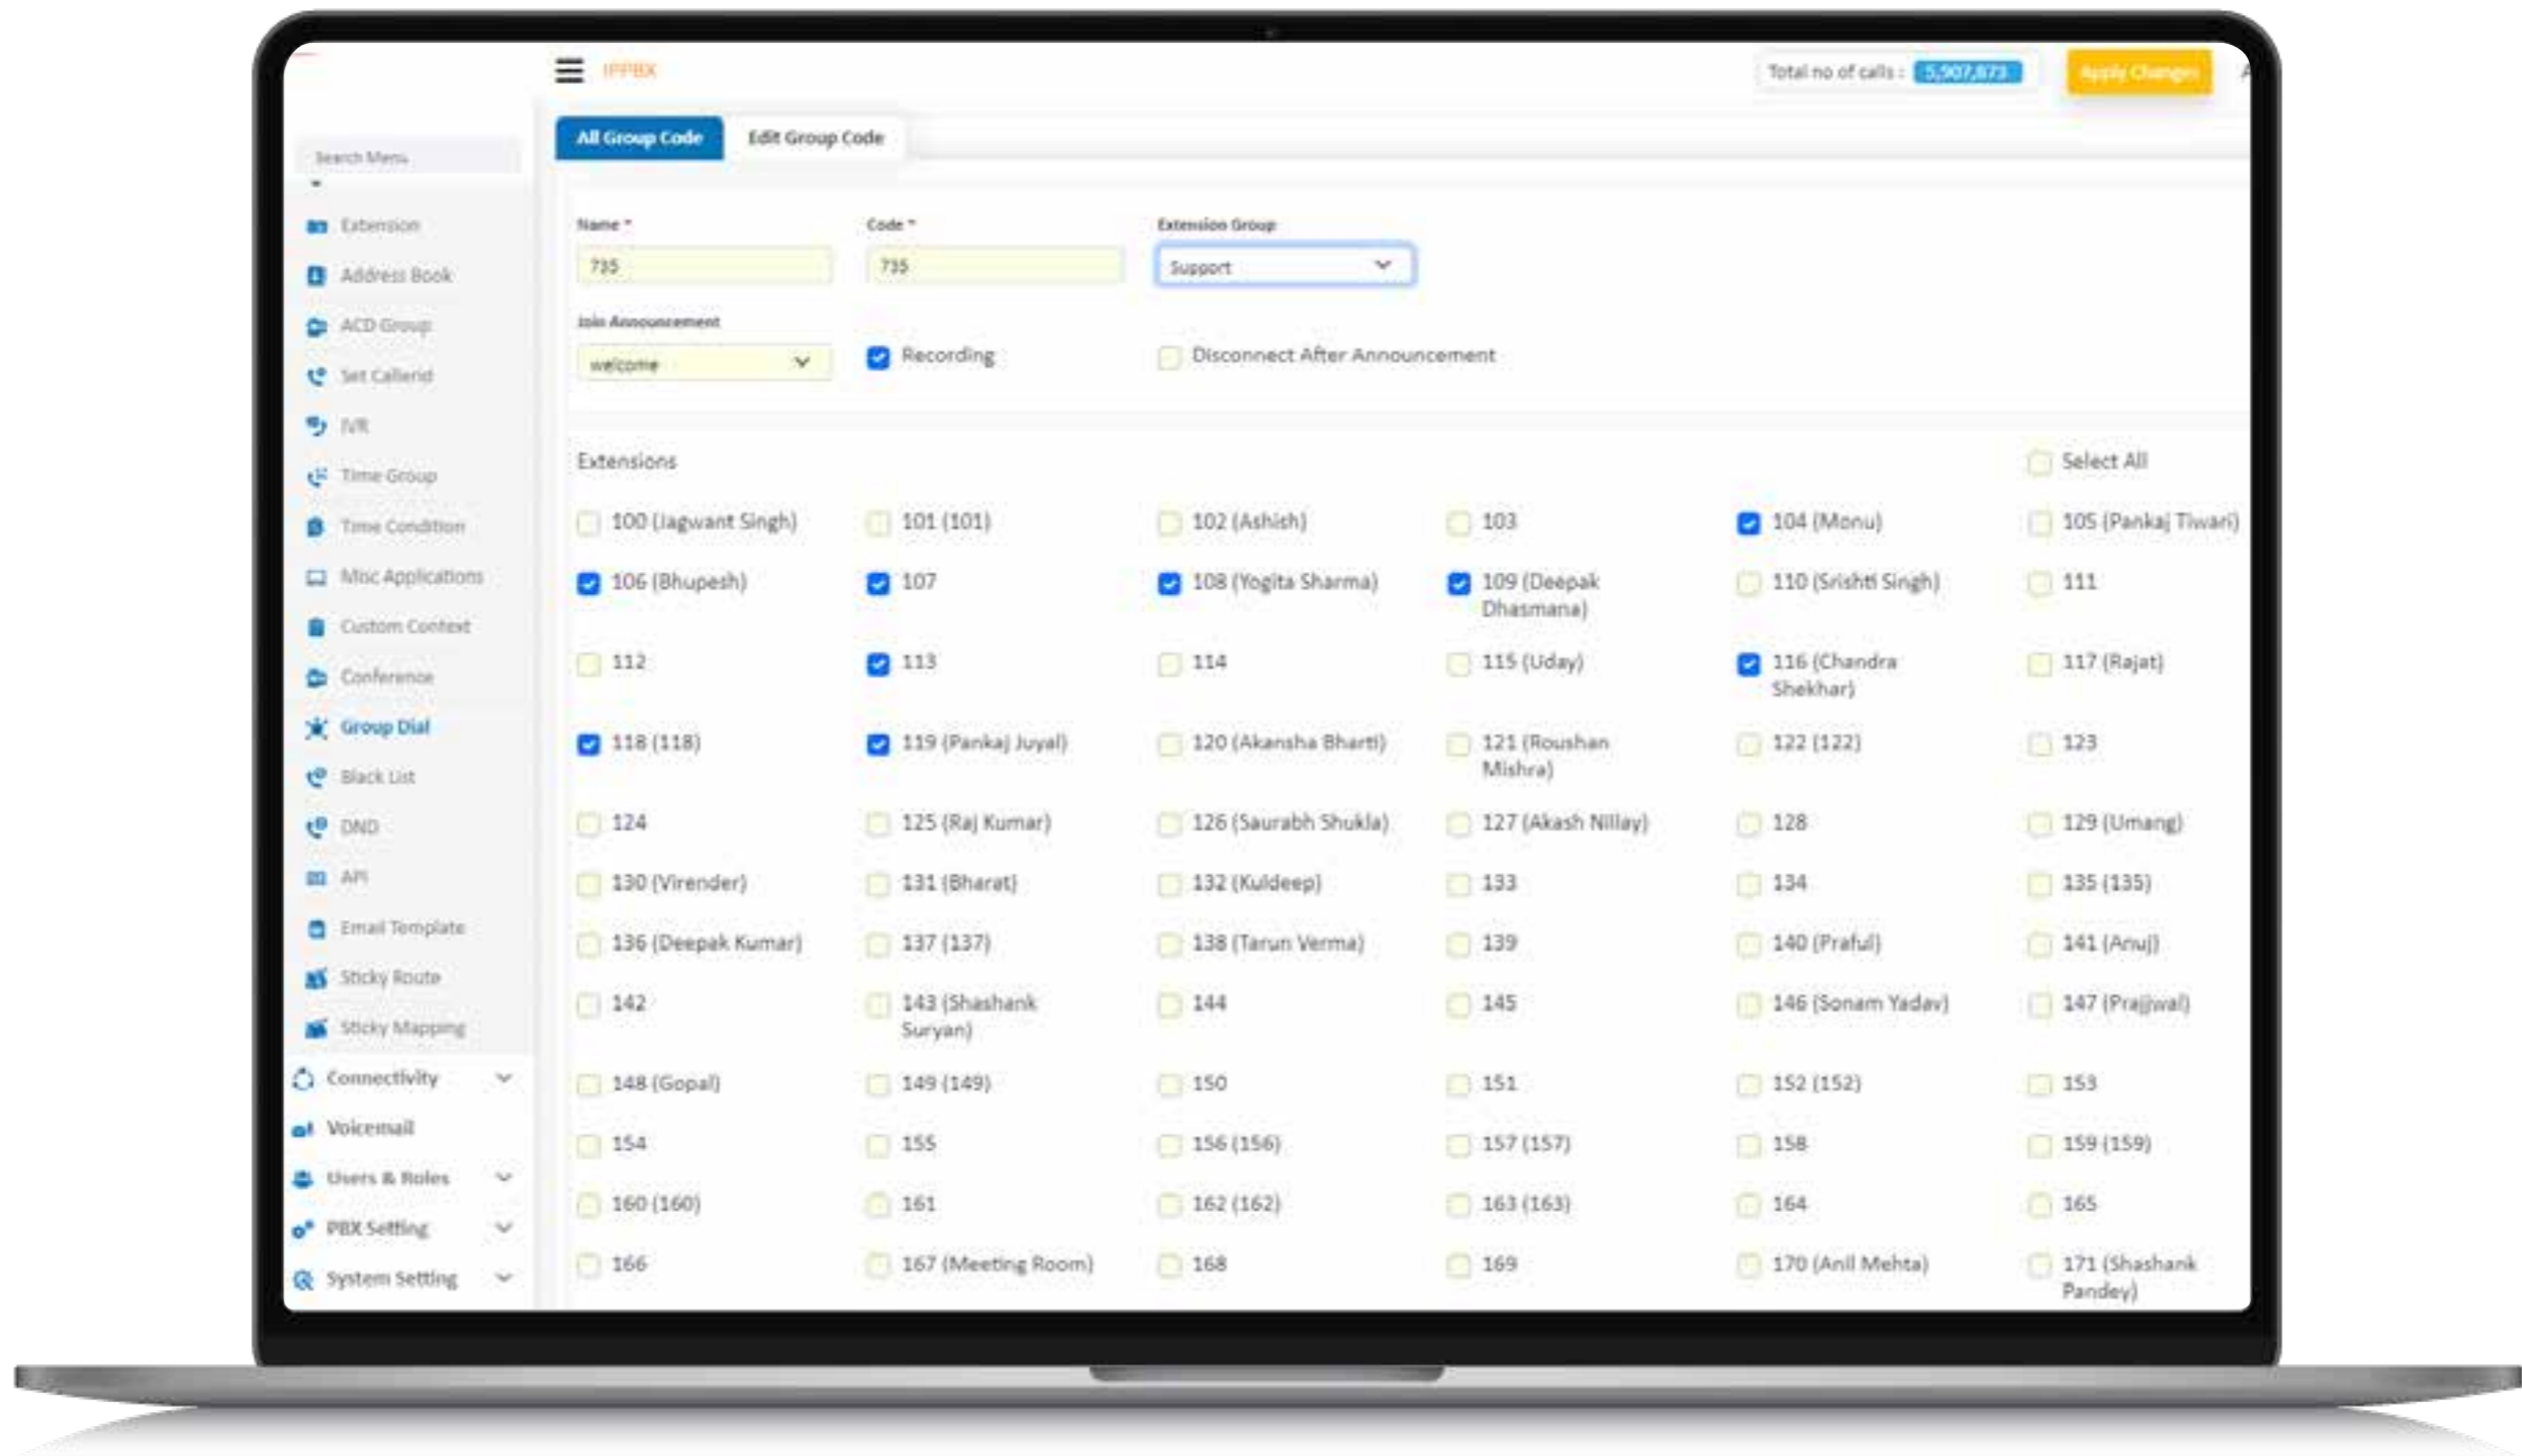 IPPBX
Total no of calls : 5,907,873
Apply Changes
Search Menu
All Group Code
Edit Group Code
Extension
Address Book
ACD Group
Set Callerid
IVR
Time Group
Time Condition
Misc Applications
Custom Context
Conference
Group Dial
Black List
DND
API
Email Template
Sticky Route
Sticky Mapping
Connectivity
Voicemail
Users & Roles
PBX Setting
System Setting
Name * Code * Extension Group
735 735 Support
Join Announcement
welcome Recording Disconnect After Announcement
Extensions Select All
100 (Jagwant Singh) 101 (101) 102 (Ashish) 103 104 (Monu) 105 (Pankaj Tiwari)
106 (Bhupesh) 107 108 (Yogita Sharma) 109 (Deepak 110 (Srishti Singh) 111
Dhasmana)
112 113 114 115 (Uday) 116 (Chandra 117 (Rajat)
Shekhar)
118 (118) 119 (Pankaj Juyal) 120 (Akansha Bharti) 121 (Roushan 122 (122) 123
Mishra)
124 125 (Raj Kumar) 126 (Saurabh Shukla) 127 (Akash Nillay) 128 129 (Umang)
130 (Virender) 131 (Bharat) 132 (Kuldeep) 133 134 135 (135)
136 (Deepak Kumar) 137 (137) 138 (Tarun Verma) 139 140 (Praful) 141 (Anuj)
142 143 (Shashank 144 145 146 (Sonam Yadav) 147 (Prajjwal)
Suryan)
148 (Gopal) 149 (149) 150 151 152 (152) 153
154 155 156 (156) 157 (157) 158 159 (159)
160 (160) 161 162 (162) 163 (163) 164 165
166 167 (Meeting Room) 168 169 170 (Anil Mehta) 171 (Shashank
Pandey)